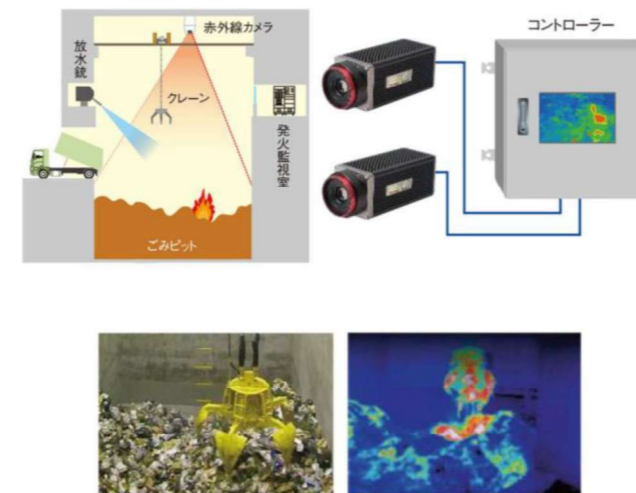 赤外線カメラ
コントローラー
放水銃
クレーン
発火監視室
ごみピット